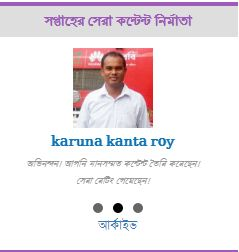 সপ্তাহের সেরা কন্টেন্ট নির্মাতা
karuna kanta roy
অভিনন্দন! আপনি মানসম্মত কন্টেন্ট তৈরি করেছেন।
সেরা রেটিং পেয়েছেন।
আর্কাইভ